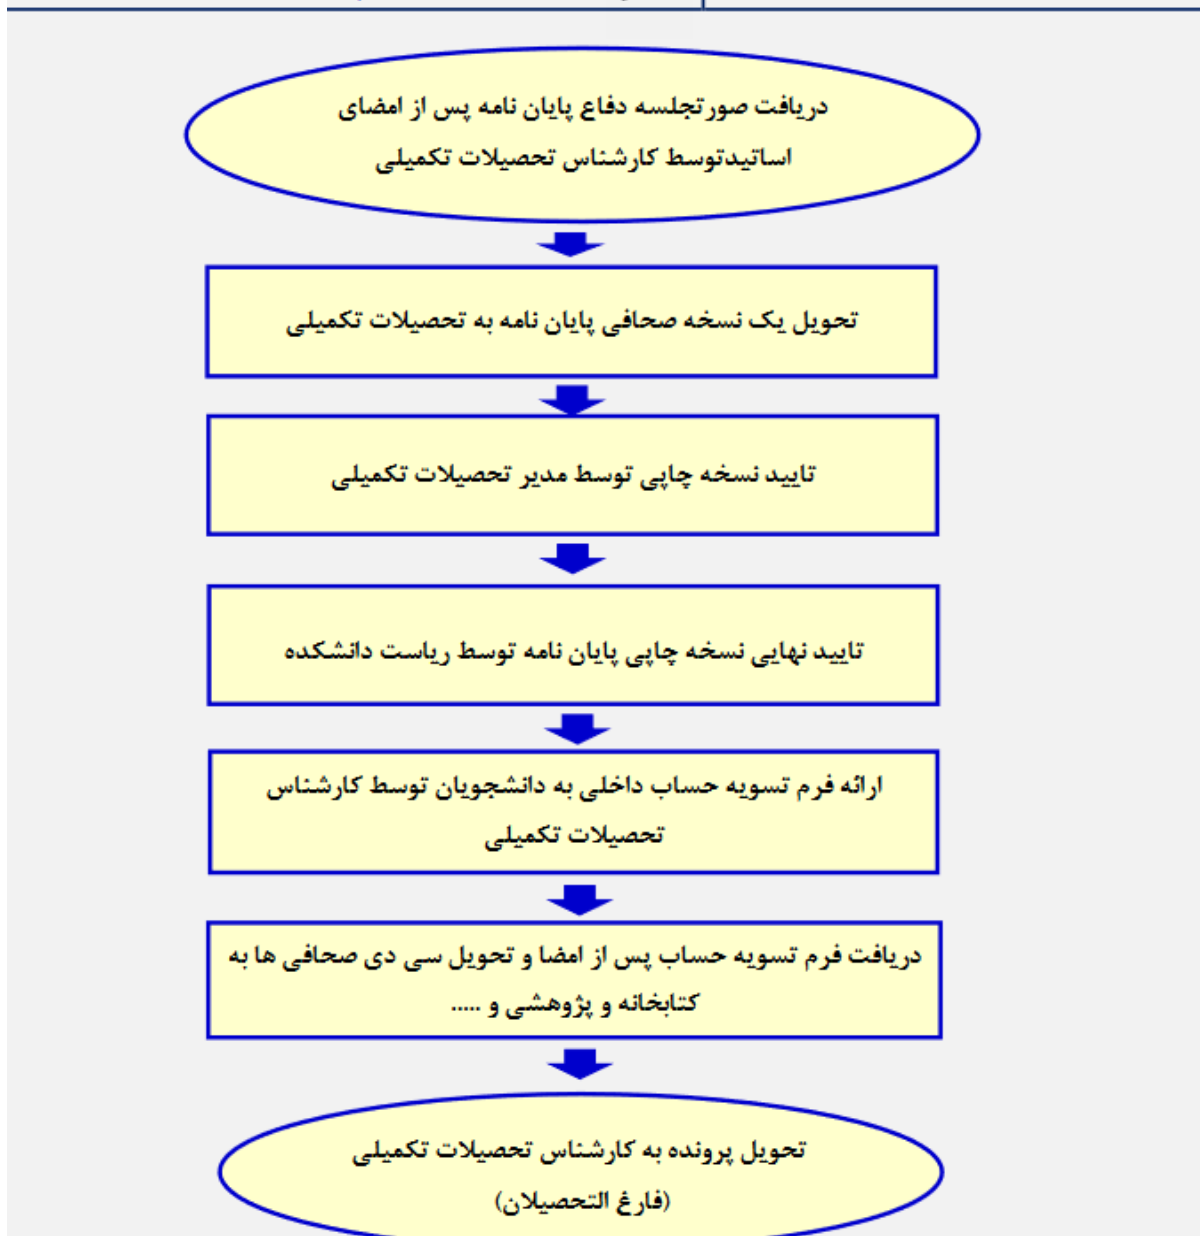 دریافت صورتجلسه دفاع پایان نامه پس از امضای
اساتیدتوسط کارشناس تحصیلات تکمیلی
تحویل یک نسخه صحافی پایان نامه به تحصیلات تکمیلی
تایید نسخه چاپی توسط مدیر تحصیلات تکمیلی
تایید نهایی نسخه چاپی پایان نامه توسط ریاست دانشکده
ارائه فرم تسویه حساب داخلی به دانشجویان توسط کارشناس
تحصیلات تکمیلی
دریافت فرم تسویه حساب پس از امضا و تحویل سی دی صحافی ها به
کتابخانه و پژوهشی و .....
تحویل پرونده به کارشناس تحصیلات تکمیلی
(فارغ التحصیلان)